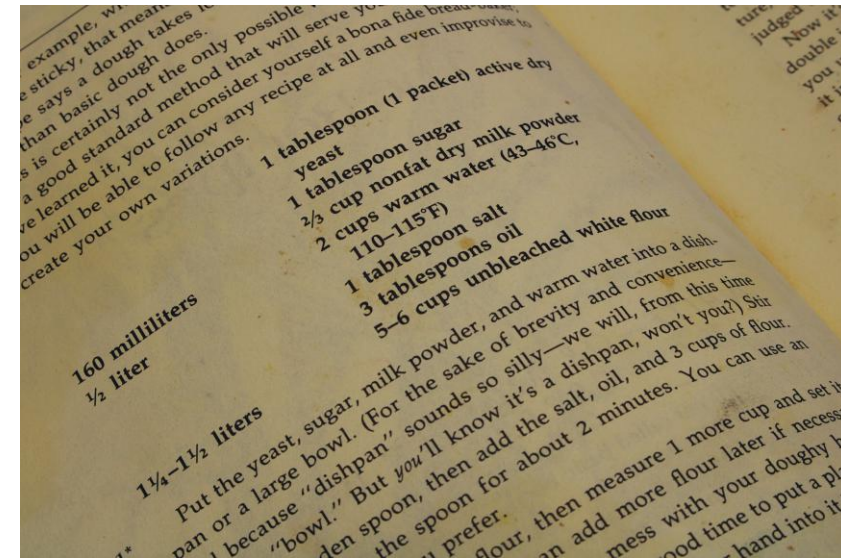 example, w
e sticky, that mean
e says a dough takes
than basic dough does.
s is certainly not the only possible
a good standard method that will serve yo
ve learned it, you can consider yourself a bona fide bread-baker,
ou will be able to follow any recipe at all and even improvise to
create your own variations.
1 tablespoon (1 packet) active dry
yeast
1 tablespoon sugar
160 milliliters ⅔ cup nonfat dry milk powder
½ liter 2 cups warm water (43–46°C,
110–115°F)
1 tablespoon salt
3 tablespoons oil
1¼–1½ liters 5–6 cups unbleached white flour
Put the yeast, sugar, milk powder, and warm water into a dish-
pan or a large bowl. (For the sake of brevity and convenience—
because "dishpan" sounds so silly—we will, from this time
"bowl." But you'll know it's a dishpan, won't you?) Stir
den spoon, then add the salt, oil, and 3 cups of flour.
the spoon for about 2 minutes. You can use an
u prefer.
flour, then measure 1 more cup and set it
an add more flour later if necess
mess with your doughy h
ood time to put a pl
hand into it
ture,
judged
Now it'
double i
you
it i